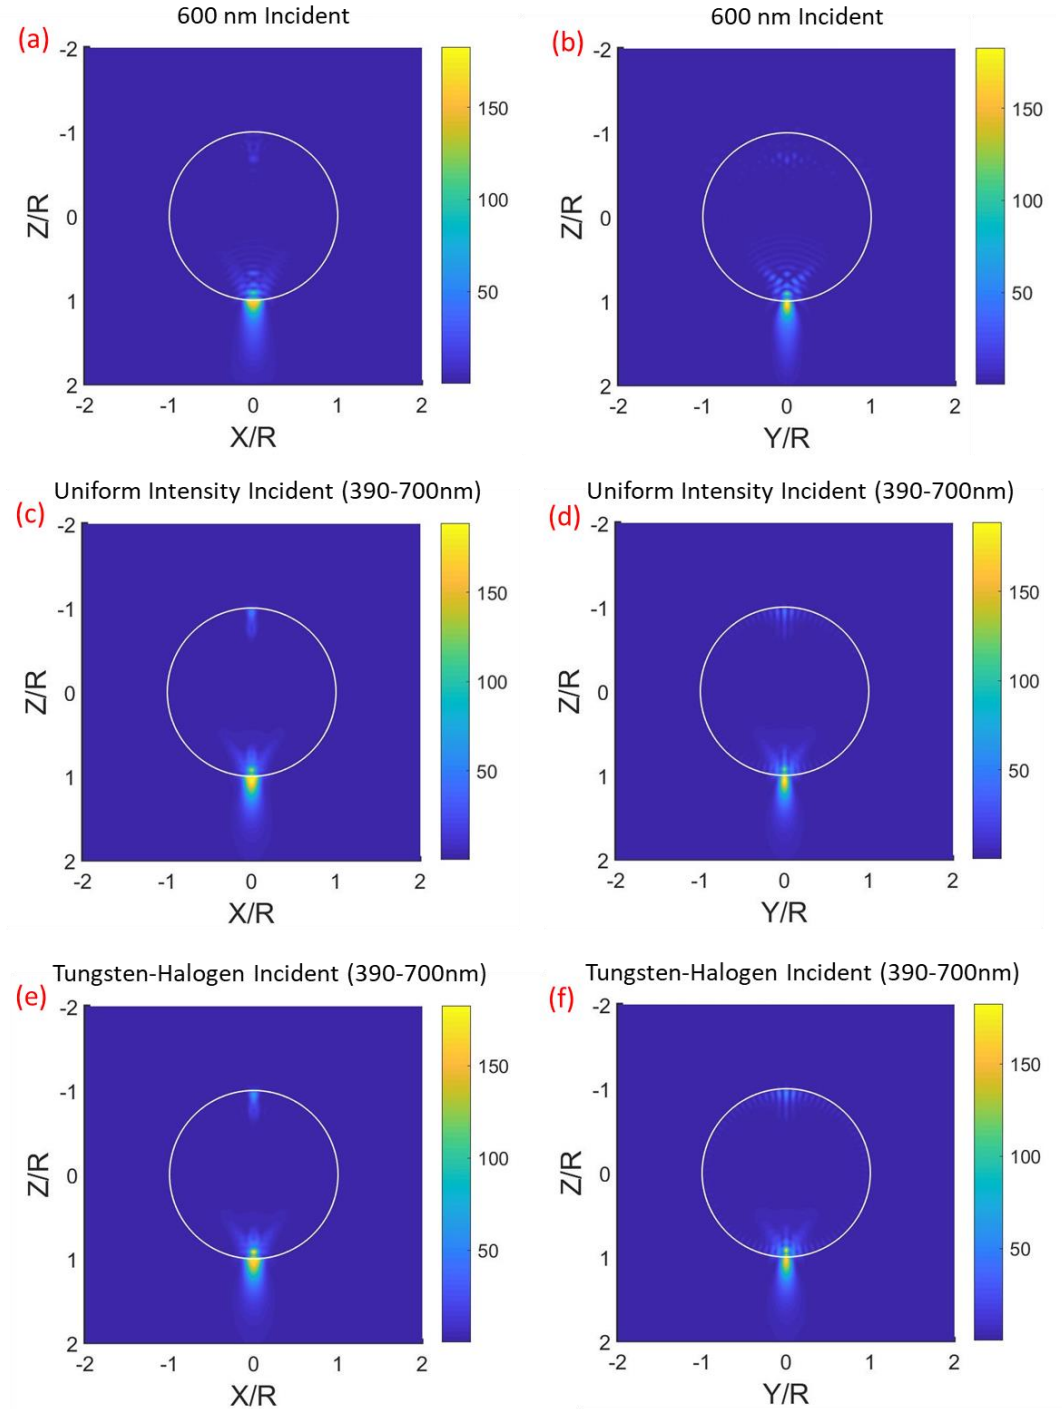 600 nm Incident
(a)
-2
-1
0
1
2
Z/R
-2 -1 0 1 2
X/R
150
100
50
600 nm Incident
(b)
-2
-1
0
1
2
Z/R
-2 -1 0 1 2
Y/R
150
100
50
Uniform Intensity Incident (390-700nm)
(c)
-2
-1
0
1
2
Z/R
-2 -1 0 1 2
X/R
150
100
50
Uniform Intensity Incident (390-700nm)
(d)
-2
-1
0
1
2
Z/R
-2 -1 0 1 2
Y/R
150
100
50
Tungsten-Halogen Incident (390-700nm)
(e)
-2
-1
0
1
2
Z/R
-2 -1 0 1 2
X/R
150
100
50
Tungsten-Halogen Incident (390-700nm)
(f)
-2
-1
0
1
2
Z/R
-2 -1 0 1 2
Y/R
150
100
50